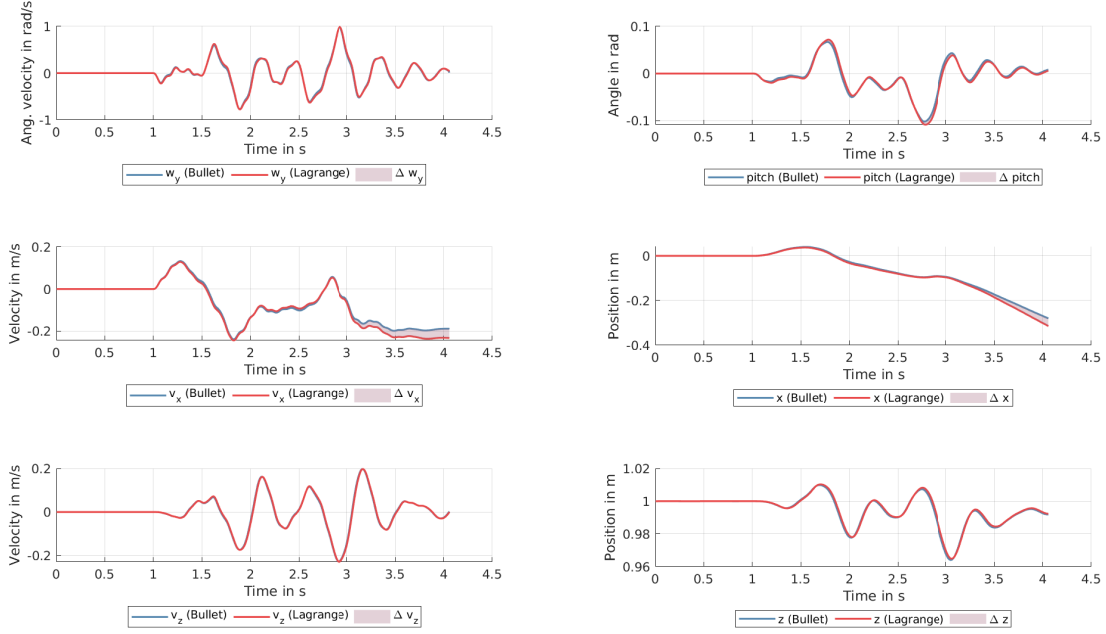 Ang. velocity in rad/s
1
0
-1
0 0.5 1 1.5 2 2.5 3 3.5 4 4.5
Time in s
w_y (Bullet) w_y (Lagrange) Δ w_y
Angle in rad
0.1
0
-0.1
0 0.5 1 1.5 2 2.5 3 3.5 4 4.5
Time in s
pitch (Bullet) pitch (Lagrange) Δ pitch
Velocity in m/s
0.2
0
-0.2
0 0.5 1 1.5 2 2.5 3 3.5 4 4.5
Time in s
v_x (Bullet) v_x (Lagrange) Δ v_x
Position in m
0
-0.2
-0.4
0 0.5 1 1.5 2 2.5 3 3.5 4 4.5
Time in s
x (Bullet) x (Lagrange) Δ x
Velocity in m/s
0.2
0
-0.2
0 0.5 1 1.5 2 2.5 3 3.5 4 4.5
Time in s
v_z (Bullet) v_z (Lagrange) Δ v_z
Position in m
1.02
1
0.98
0.96
0 0.5 1 1.5 2 2.5 3 3.5 4 4.5
Time in s
z (Bullet) z (Lagrange) Δ z